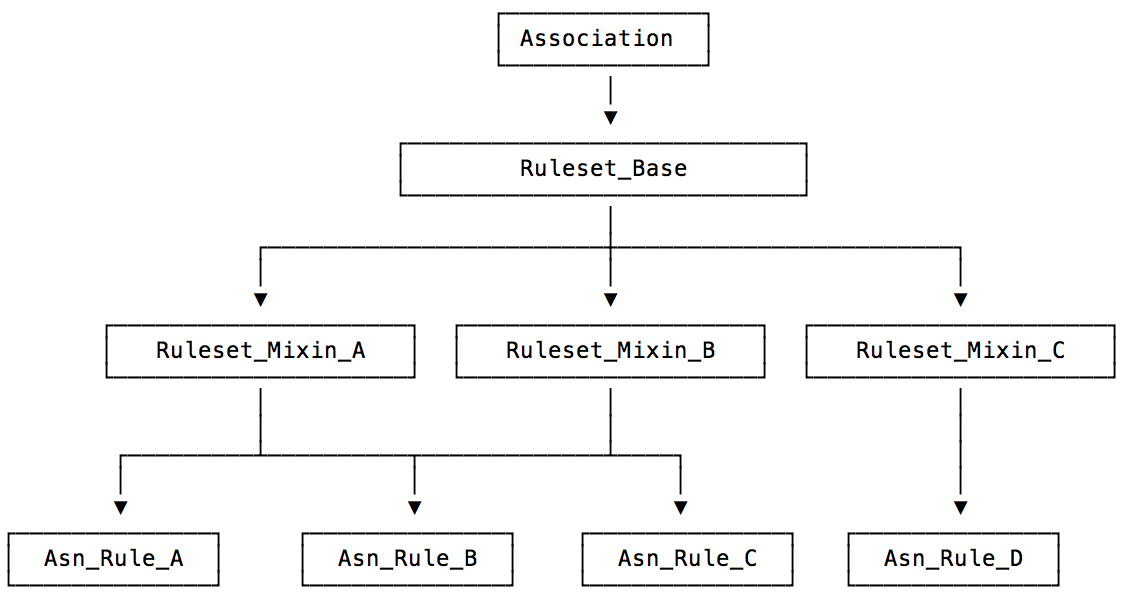 Association
Ruleset_Base
Ruleset_Mixin_A
Ruleset_Mixin_B
Ruleset_Mixin_C
Asn_Rule_A
Asn_Rule_B
Asn_Rule_C
Asn_Rule_D